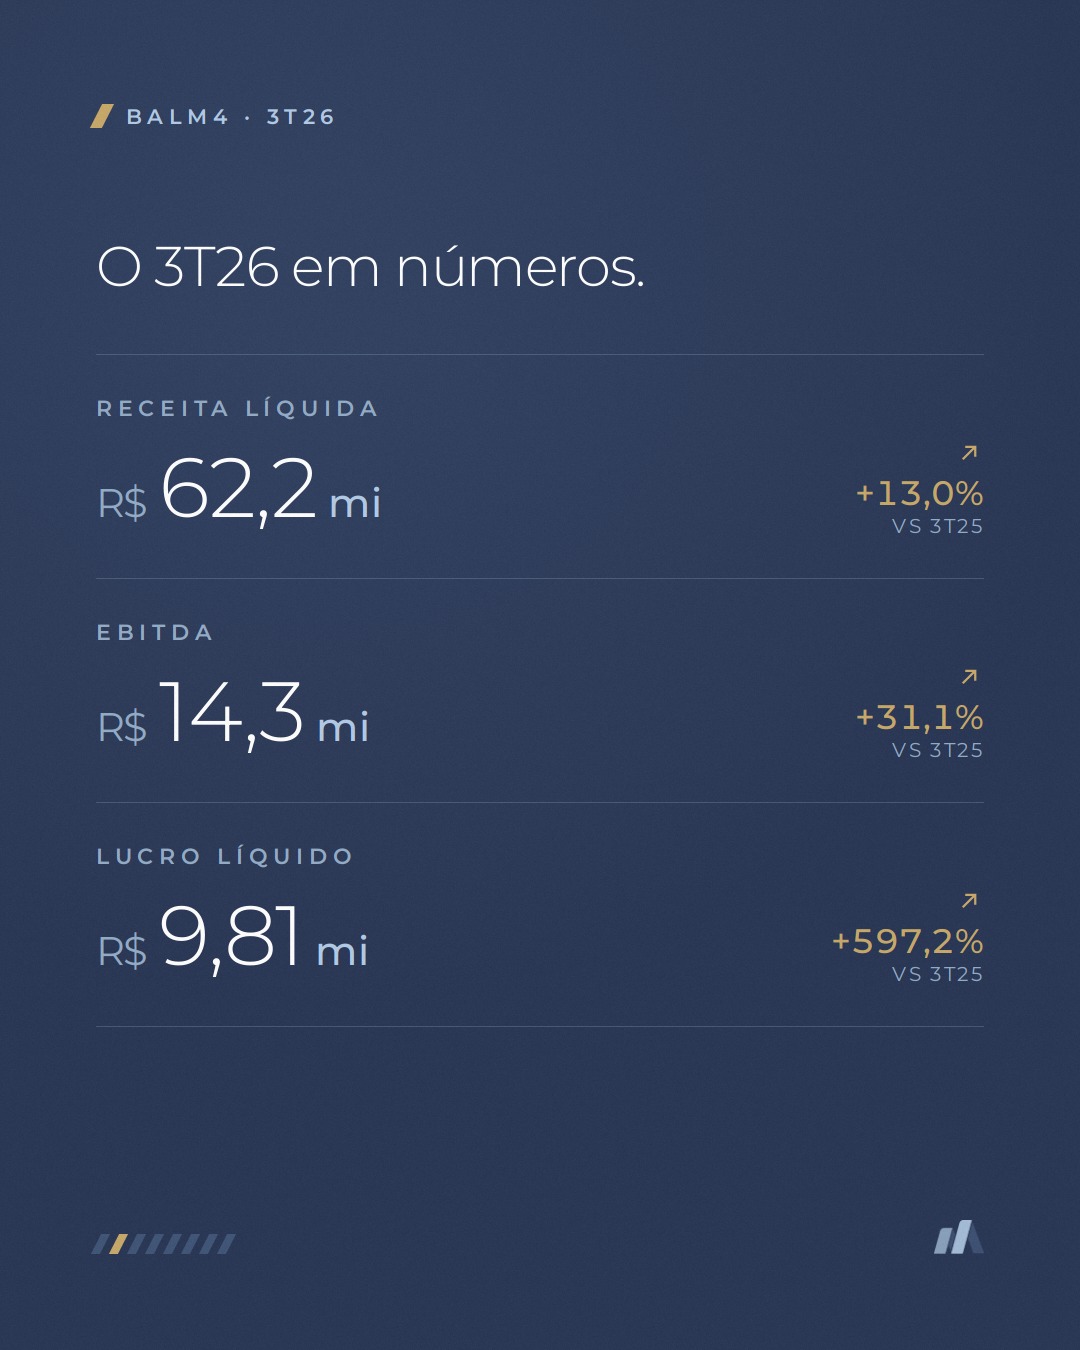 BALM4 · 3T26
O 3T26 em números.
RECEITA LÍQUIDA
R$ 62,2 mi
+13,0%
VS 3T25
EBITDA
R$ 14,3 mi
+31,1%
VS 3T25
LUCRO LÍQUIDO
R$ 9,81 mi
+597,2%
VS 3T25